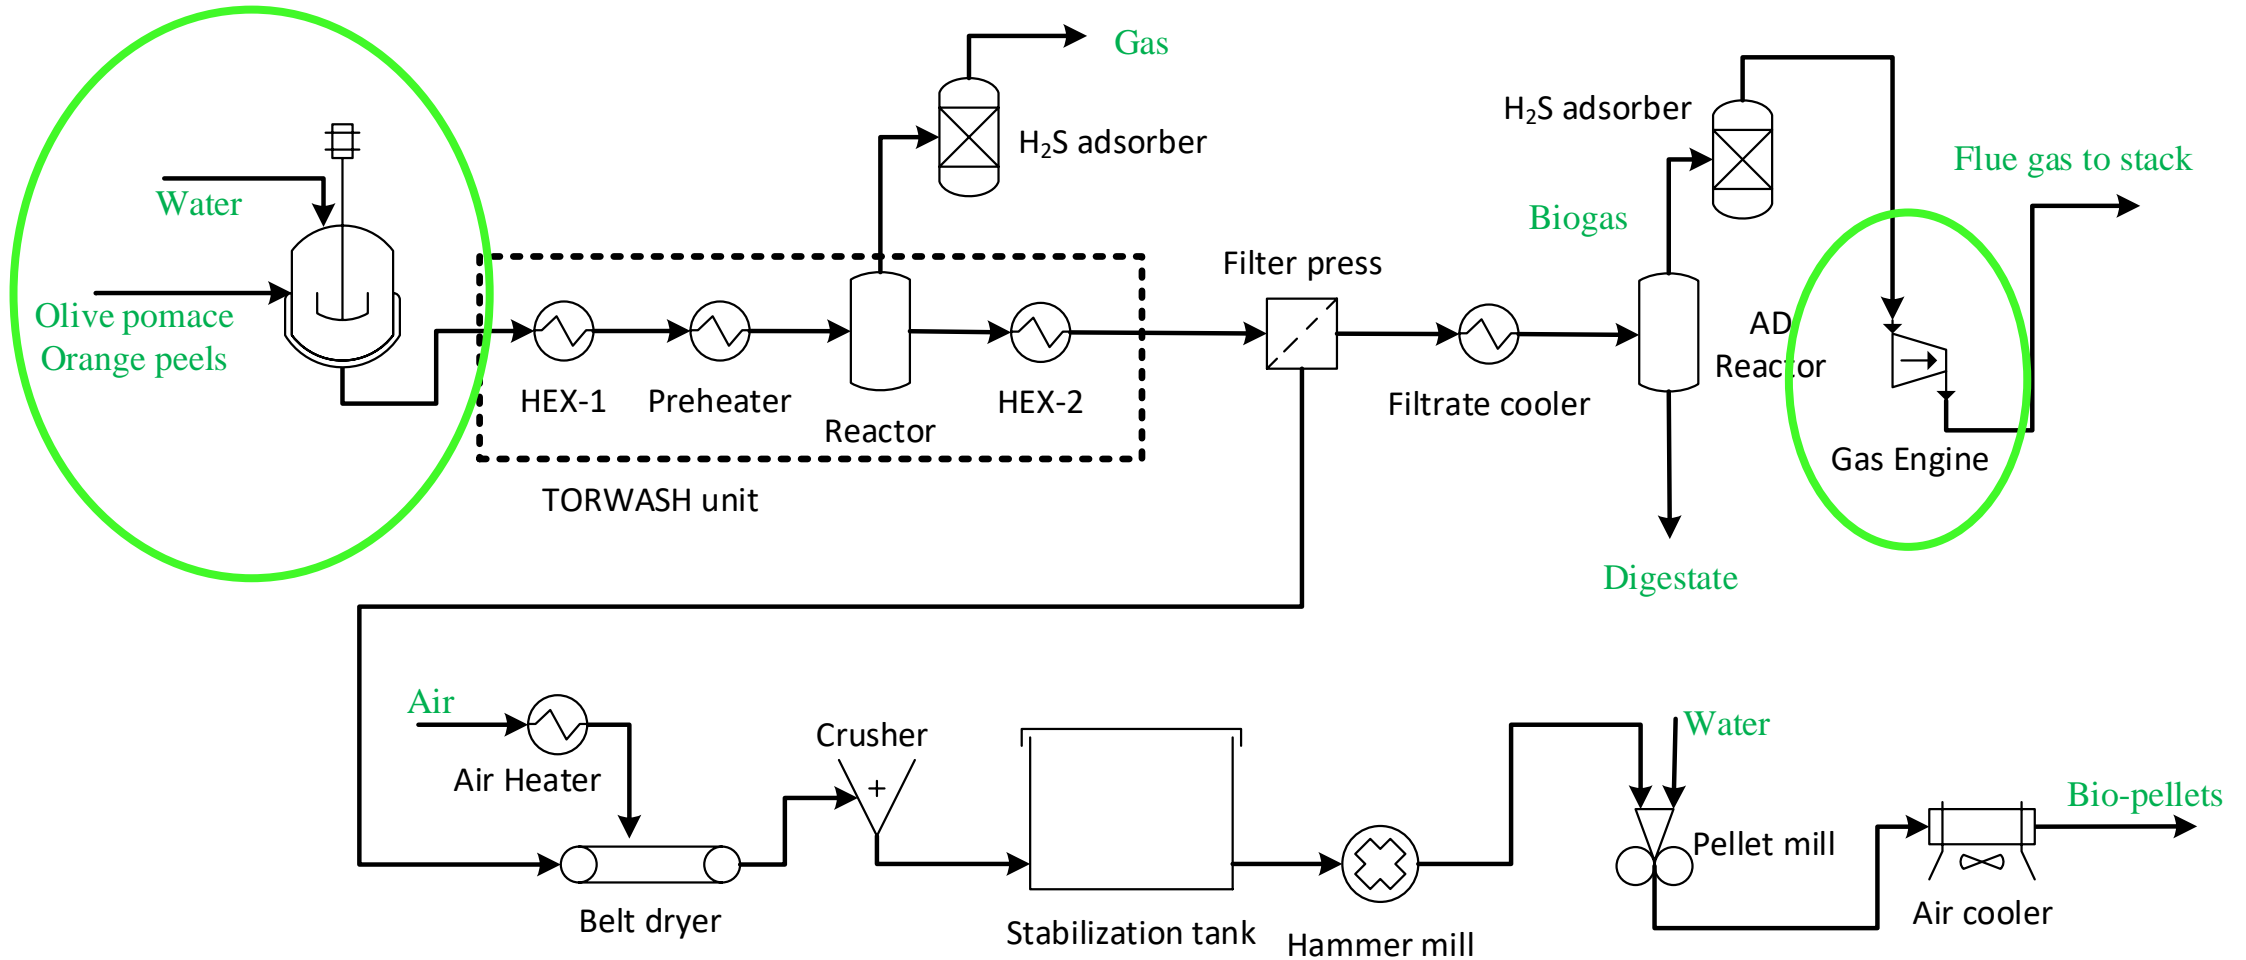 Gas
H₂S adsorber
H₂S adsorber
Flue gas to stack
Water
Biogas
Olive pomace
Orange peels
Filter press
HEX-1
Preheater
Reactor
HEX-2
TORWASH unit
Filtrate cooler
AD
Reactor
Gas Engine
Digestate
Air
Air Heater
Crusher
+
Water
Bio-pellets
Pellet mill
Belt dryer
Stabilization tank
Hammer mill
Air cooler